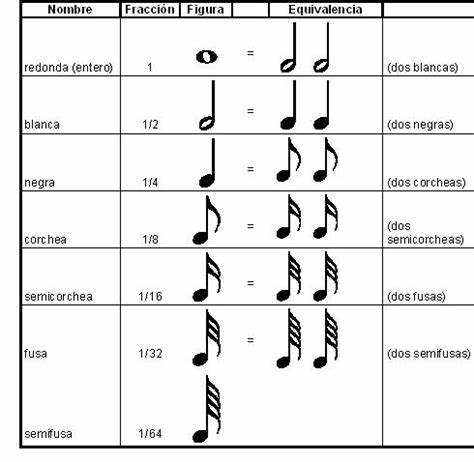 Nombre Fracción Figura Equivalencia
redonda (entero) 1 = (dos blancas)
blanca 1/2 = (dos negras)
negra 1/4 = (dos corcheas)
corchea 1/8 = (dos
semicorcheas)
semicorchea 1/16 = (dos fusas)
fusa 1/32 = (dos semifusas)
semifusa 1/64